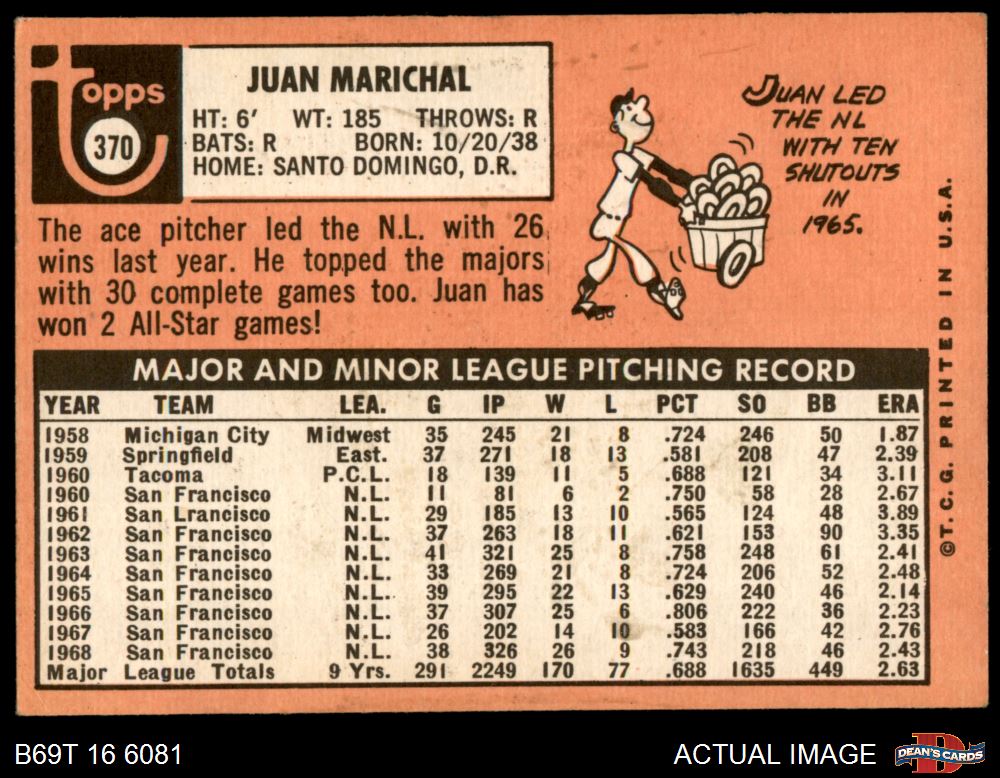 Topps
370
JUAN MARICHAL
HT: 6' WT: 185 THROWS: R
BATS: R BORN: 10/20/38
HOME: SANTO DOMINGO, D.R.
JUAN LED
THE NL
WITH TEN
SHUTOUTS
IN
1965.
The ace pitcher led the N.L. with 26
wins last year. He topped the majors
with 30 complete games too. Juan has
won 2 All-Star games!
MAJOR AND MINOR LEAGUE PITCHING RECORD
YEAR TEAM LEA. G IP W L PCT SO BB ERA
1958 Michigan City Midwest 35 245 21 8 .724 246 50 1.87
1959 Springfield East. 37 271 18 13 .581 208 47 2.39
1960 Tacoma P.C.L. 18 139 11 5 .688 121 34 3.11
1960 San Francisco N.L. 11 81 6 2 .750 58 28 2.67
1961 San Lrancisco N.L. 29 185 13 10 .565 124 48 3.89
1962 San Francisco N.L. 37 263 18 11 .621 153 90 3.35
1963 San Francisco N.L. 41 321 25 8 .758 248 61 2.41
1964 San Francisco N.L. 33 269 21 8 .724 206 52 2.48
1965 San Francisco N.L. 39 295 22 13 .629 240 46 2.14
1966 San Francisco N.L. 37 307 25 6 .806 222 36 2.23
1967 San Francisco N.L. 26 202 14 10 .583 166 42 2.76
1968 San Francisco N.L. 38 326 26 9 .743 218 46 2.43
Major League Totals 9 Yrs. 291 2249 170 77 .688 1635 449 2.63
©T. C. G. PRINTED IN U.S.A.
B69T 16 6081
ACTUAL IMAGE
DEAN'S CARDS